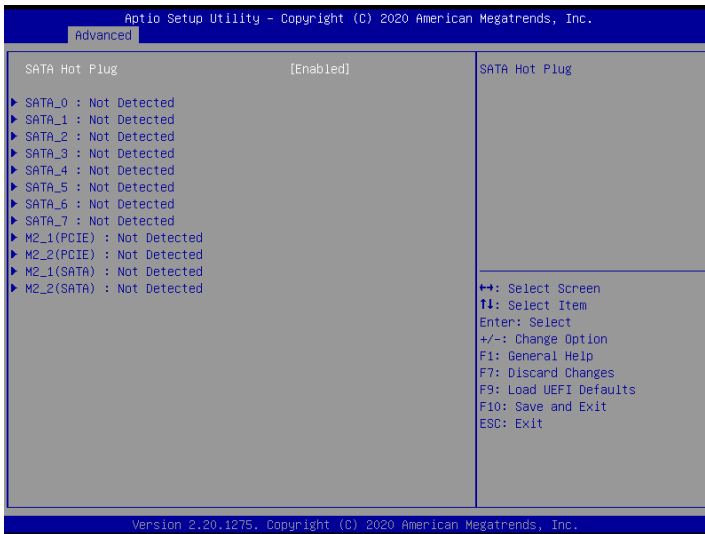 Aptio Setup Utility – Copyright (C) 2020 American Megatrends, Inc.
Advanced
SATA Hot Plug [Enabled]
SATA_0 : Not Detected
SATA_1 : Not Detected
SATA_2 : Not Detected
SATA_3 : Not Detected
SATA_4 : Not Detected
SATA_5 : Not Detected
SATA_6 : Not Detected
SATA_7 : Not Detected
M2_1(PCIE) : Not Detected
M2_2(PCIE) : Not Detected
M2_1(SATA) : Not Detected
M2_2(SATA) : Not Detected
SATA Hot Plug
↔: Select Screen
↑↓: Select Item
Enter: Select
+/-: Change Option
F1: General Help
F7: Discard Changes
F9: Load UEFI Defaults
F10: Save and Exit
ESC: Exit
Version 2.20.1275. Copyright (C) 2020 American Megatrends, Inc.